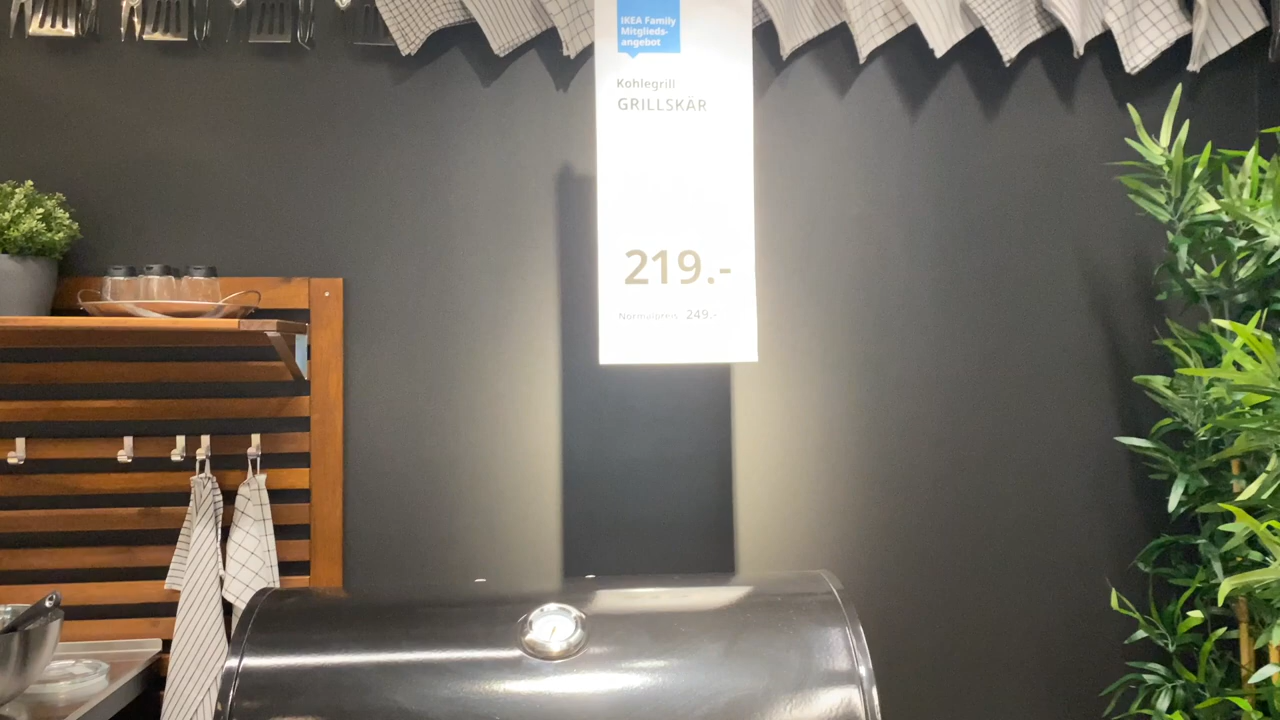 IKEA Family
Mitglieds-
angebot
Kohlegrill
GRILLSKÄR
219.-
Normalpreis: 249.-